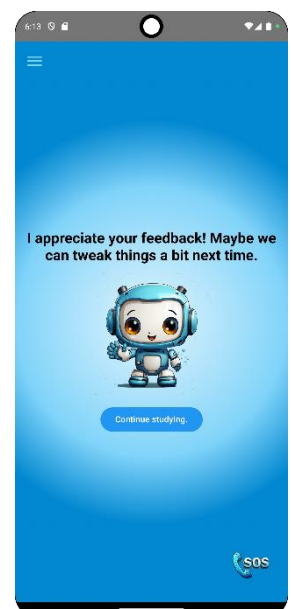 6:13
I appreciate your feedback! Maybe we
can tweak things a bit next time.
Continue studying.
SOS